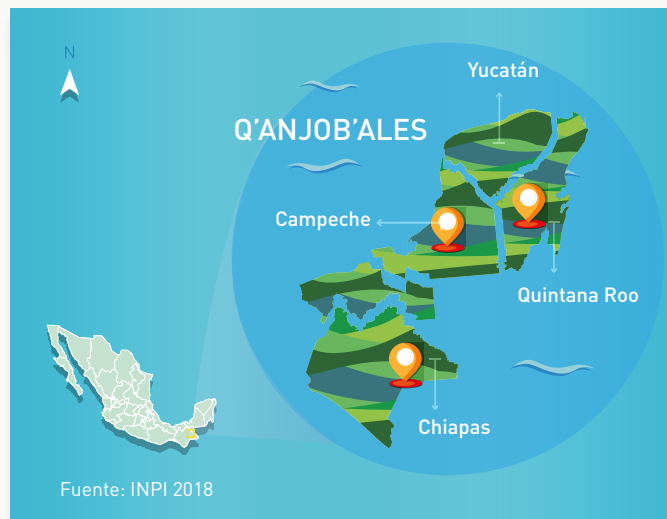 N
Yucatán
Q’ANJOB’ALES
Campeche
Quintana Roo
Chiapas
Fuente: INPI 2018